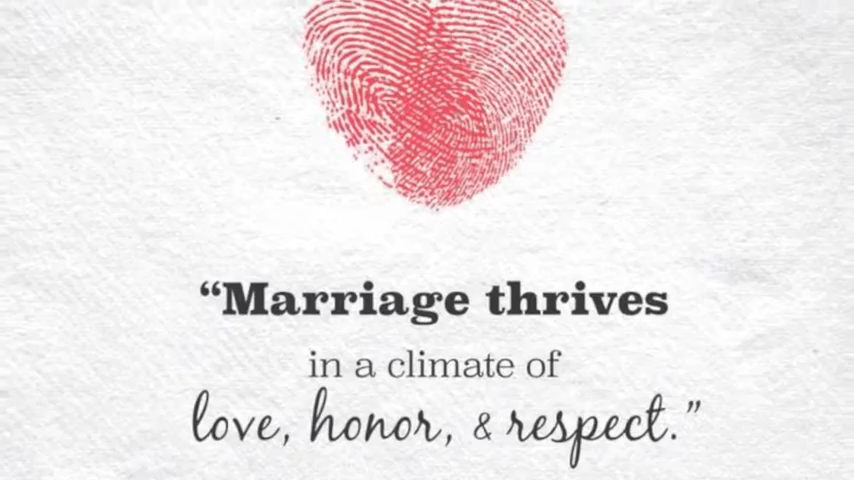 “Marriage thrives
in a climate of
love, honor, & respect.”